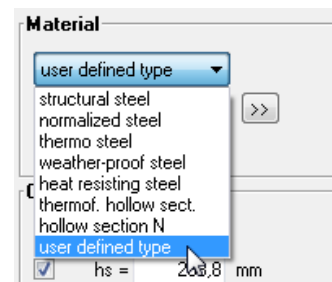 Material
user defined type
>>
structural steel
normalized steel
thermo steel
weather-proof steel
heat resisting steel
thermof. hollow sect.
hollow section N
user defined type
hs = mm